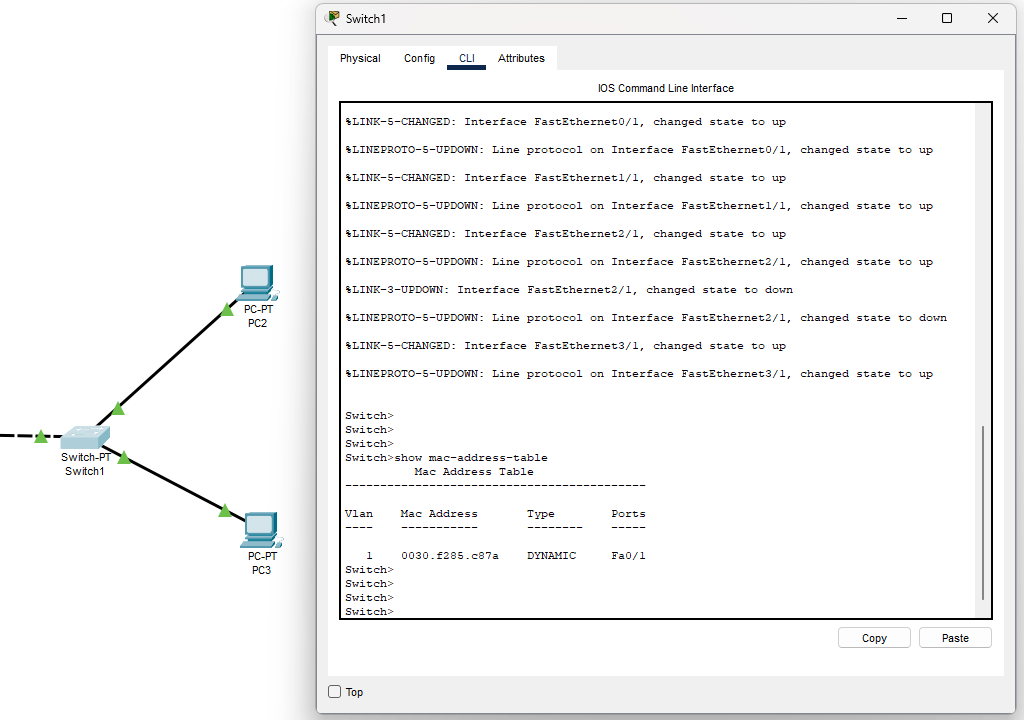 Switch1
Physical Config CLI Attributes
IOS Command Line Interface
%LINK-5-CHANGED: Interface FastEthernet0/1, changed state to up
%LINEPROTO-5-UPDOWN: Line protocol on Interface FastEthernet0/1, changed state to up
%LINK-5-CHANGED: Interface FastEthernet1/1, changed state to up
%LINEPROTO-5-UPDOWN: Line protocol on Interface FastEthernet1/1, changed state to up
%LINK-5-CHANGED: Interface FastEthernet2/1, changed state to up
%LINEPROTO-5-UPDOWN: Line protocol on Interface FastEthernet2/1, changed state to up
%LINK-3-UPDOWN: Interface FastEthernet2/1, changed state to down
%LINEPROTO-5-UPDOWN: Line protocol on Interface FastEthernet2/1, changed state to down
%LINK-5-CHANGED: Interface FastEthernet3/1, changed state to up
%LINEPROTO-5-UPDOWN: Line protocol on Interface FastEthernet3/1, changed state to up
Switch>
Switch>
Switch>
Switch>show mac-address-table
Mac Address Table
-------------------------------------------
Vlan Mac Address Type Ports
---- ----------- -------- -----
1 0030.f285.c87a DYNAMIC Fa0/1
Switch>
Switch>
Switch>
Switch>
Copy Paste
Top
PC-PT
PC2
Switch-PT
Switch1
PC-PT
PC3